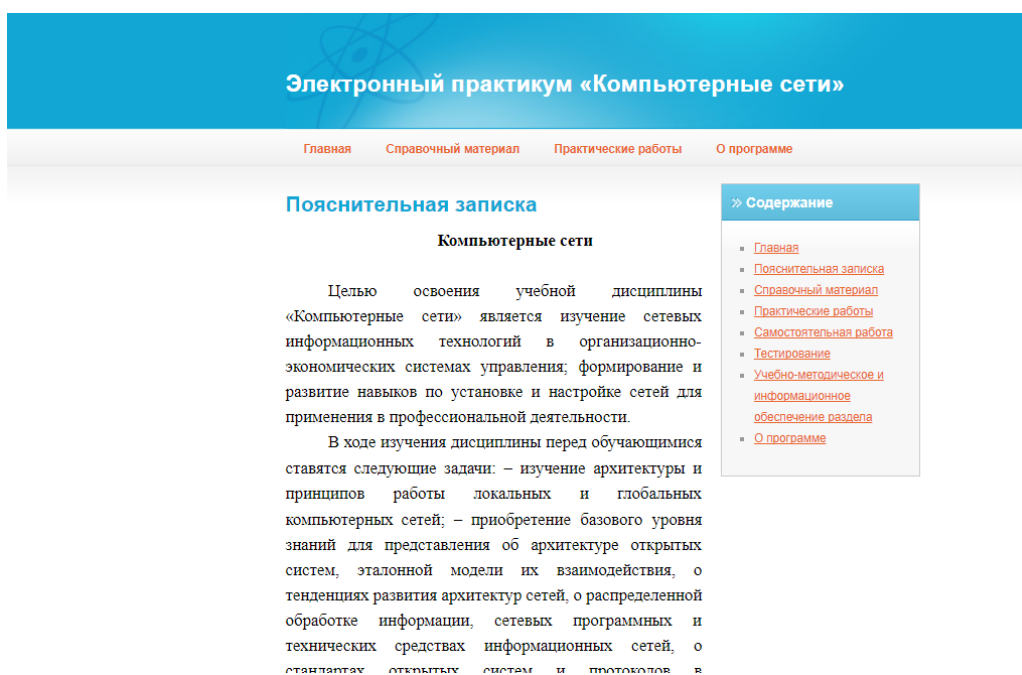 Электронный практикум «Компьютерные сети»
Главная Справочный материал Практические работы О программе
Пояснительная записка
Компьютерные сети
Целью освоения учебной дисциплины
«Компьютерные сети» является изучение сетевых
информационных технологий в организационно-
экономических системах управления; формирование и
развитие навыков по установке и настройке сетей для
применения в профессиональной деятельности.
В ходе изучения дисциплины перед обучающимися
ставятся следующие задачи: – изучение архитектуры и
принципов работы локальных и глобальных
компьютерных сетей; – приобретение базового уровня
знаний для представления об архитектуре открытых
систем, эталонной модели их взаимодействия, о
тенденциях развития архитектур сетей, о распределенной
обработке информации, сетевых программных и
технических средствах информационных сетей, о
стандартах открытых систем и протоколов в
» Содержание
Главная
Пояснительная записка
Справочный материал
Практические работы
Самостоятельная работа
Тестирование
Учебно-методическое и
информационное
обеспечение раздела
О программе